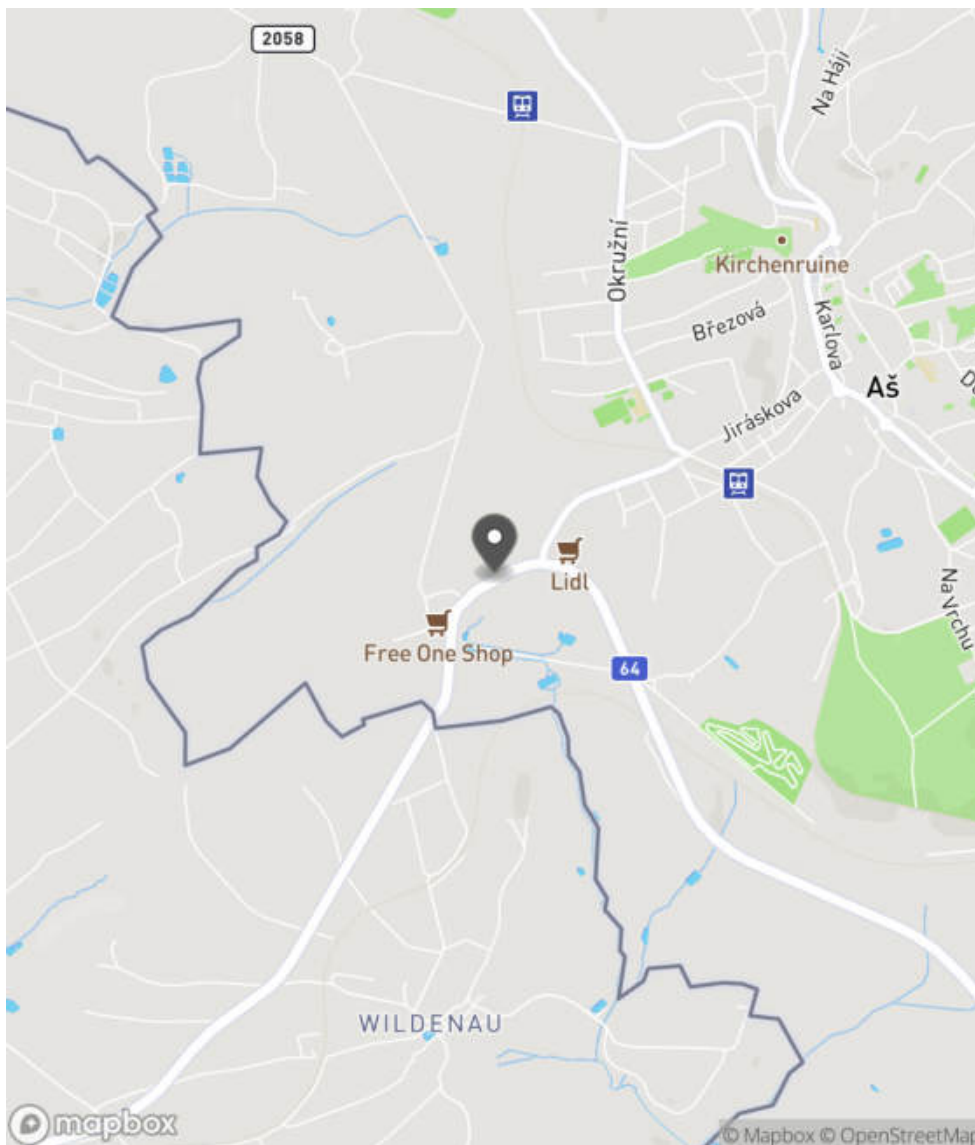 2058
Na Háji
Okružní
Kirchenruine
Březová
Karlova
Aš
Jiráskova
Lidl
Free One Shop
64
Na Vrchu
WILDENAU
mapbox
© Mapbox © OpenStreetMap